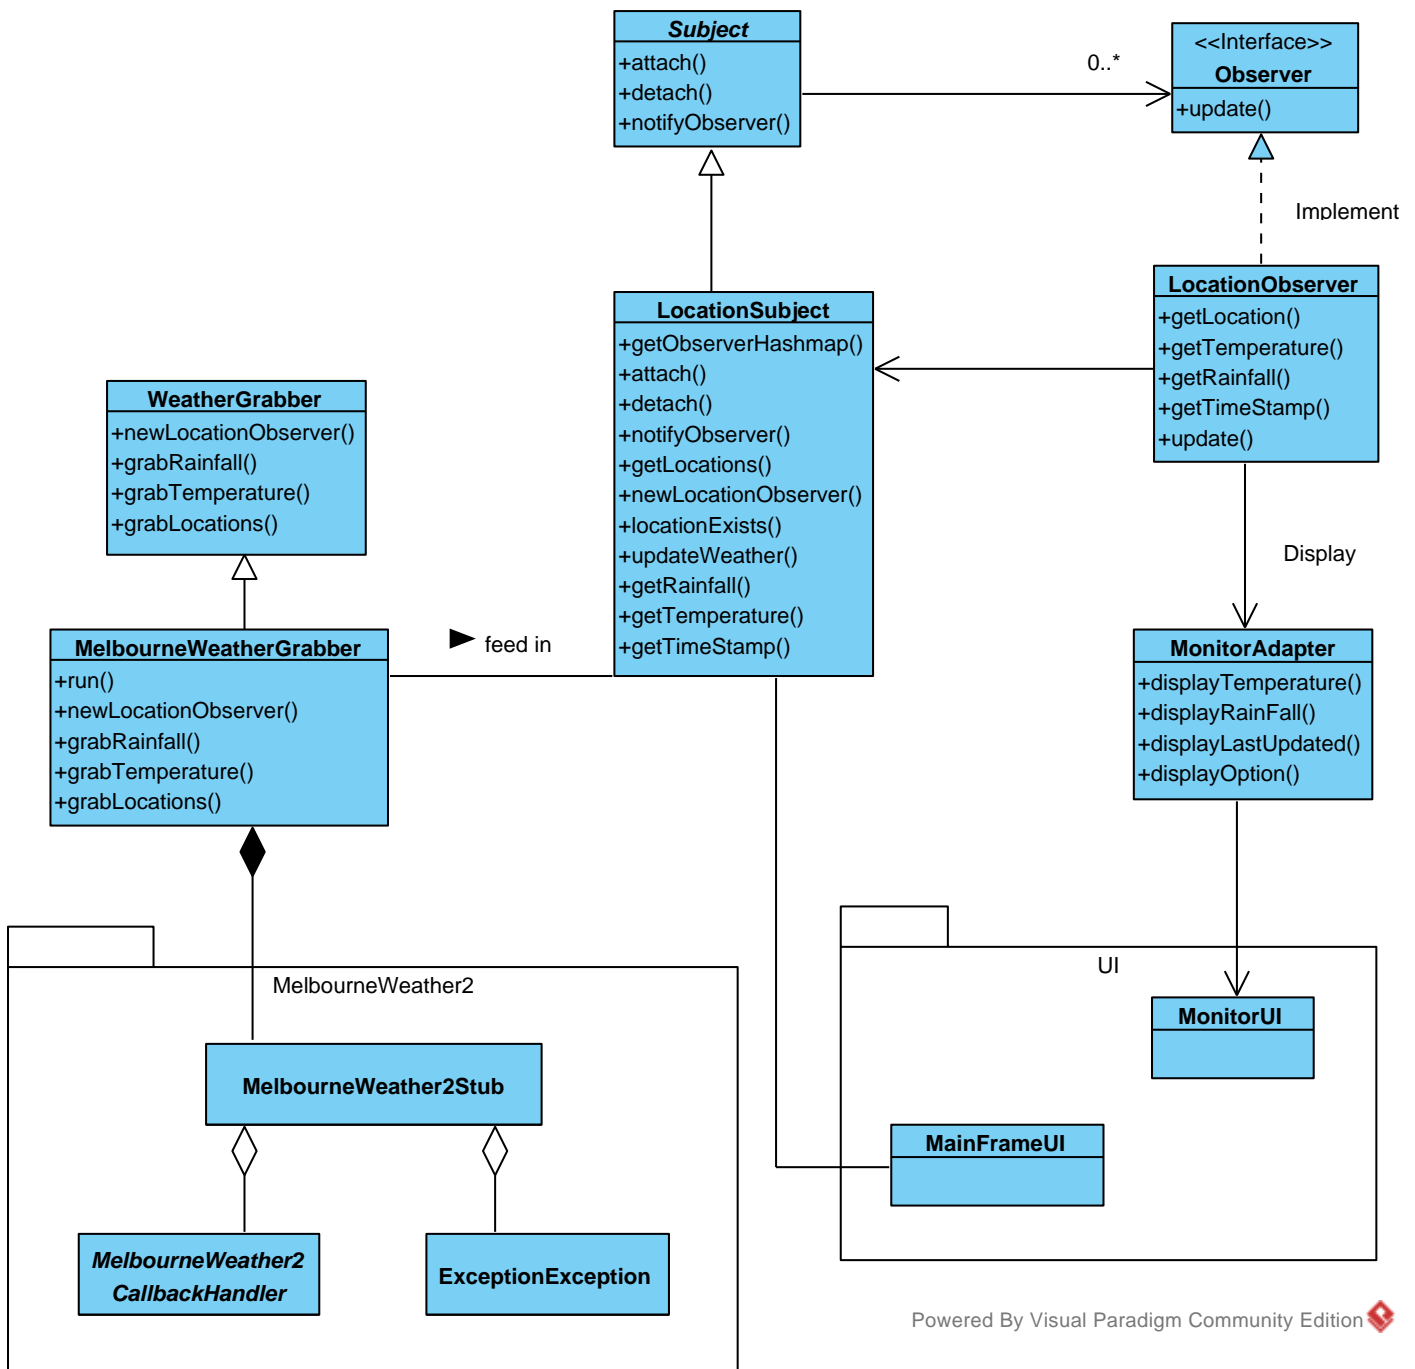 Subject
+attach()
+detach()
+notifyObserver()
0..*
<<Interface>>
Observer
+update()
Implement
LocationSubject
+getObserverHashmap()
+attach()
+detach()
+notifyObserver()
+getLocations()
+newLocationObserver()
+locationExists()
+updateWeather()
+getRainfall()
+getTemperature()
+getTimeStamp()
LocationObserver
+getLocation()
+getTemperature()
+getRainfall()
+getTimeStamp()
+update()
WeatherGrabber
+newLocationObserver()
+grabRainfall()
+grabTemperature()
+grabLocations()
Display
feed in
MelbourneWeatherGrabber
+run()
+newLocationObserver()
+grabRainfall()
+grabTemperature()
+grabLocations()
MonitorAdapter
+displayTemperature()
+displayRainFall()
+displayLastUpdated()
+displayOption()
MelbourneWeather2
MelbourneWeather2Stub
MelbourneWeather2
CallbackHandler
ExceptionException
UI
MonitorUI
MainFrameUI
Powered By Visual Paradigm Community Edition